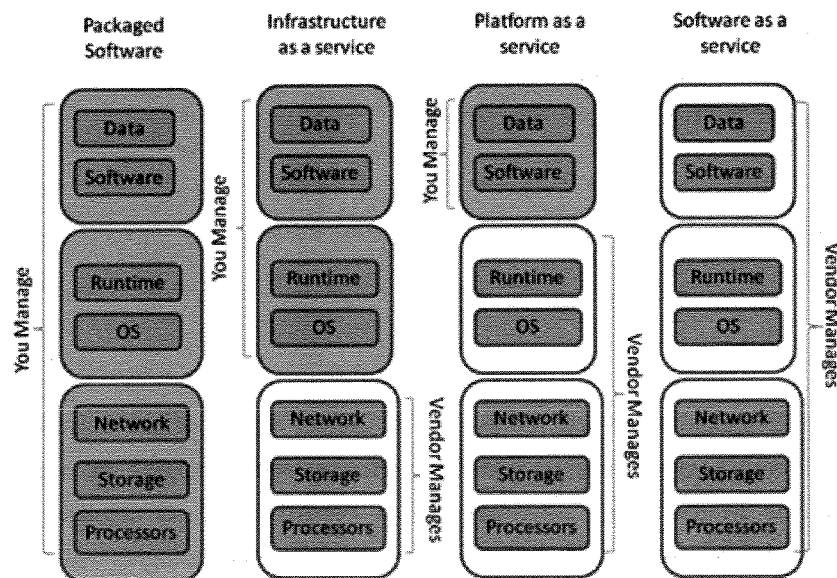 Packaged
Software
Infrastructure
as a service
Platform as a
service
Software as a
service
You Manage
Data
Software
Runtime
OS
Network
Storage
Processors
You Manage
Data
Software
Runtime
OS
Network
Storage
Processors
Vendor Manages
You Manage
Data
Software
Runtime
OS
Network
Storage
Processors
Vendor Manages
Data
Software
Runtime
OS
Network
Storage
Processors
Vendor Manages